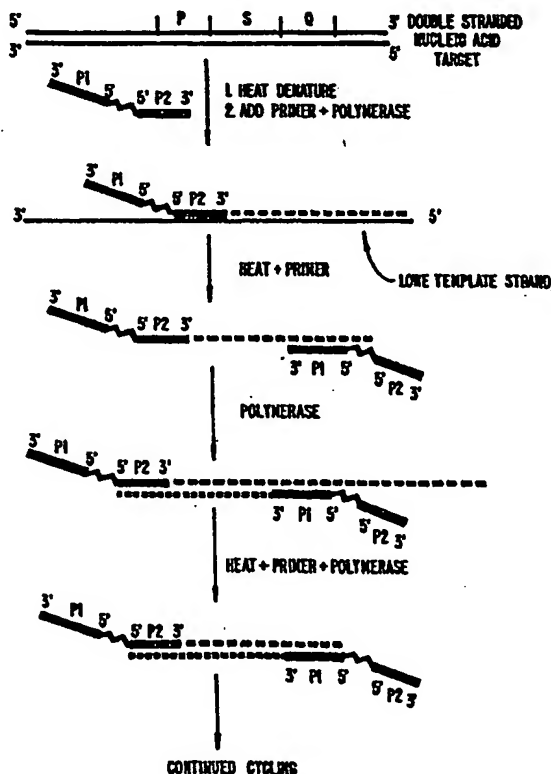 5' P S Q 3' DOUBLE STRANDED
3' 5' NUCLEIC ACID
TARGET
3' P1 5' 5' P2 3'
1. HEAT DENATURE
2. ADD PRIMER + POLYMERASE
3' P1 5' 5' P2 3'
3' 5'
HEAT + PRIMER
LONE TEMPLATE STRAND
3' P1 5' 5' P2 3'
3' P1 5' 5' P2 3'
POLYMERASE
3' P1 5' 5' P2 3'
3' P1 5' 5' P2 3'
HEAT + PRIMER + POLYMERASE
3' P1 5' 5' P2 3'
3' P1 5' 5' P2 3'
CONTINUED CYCLING